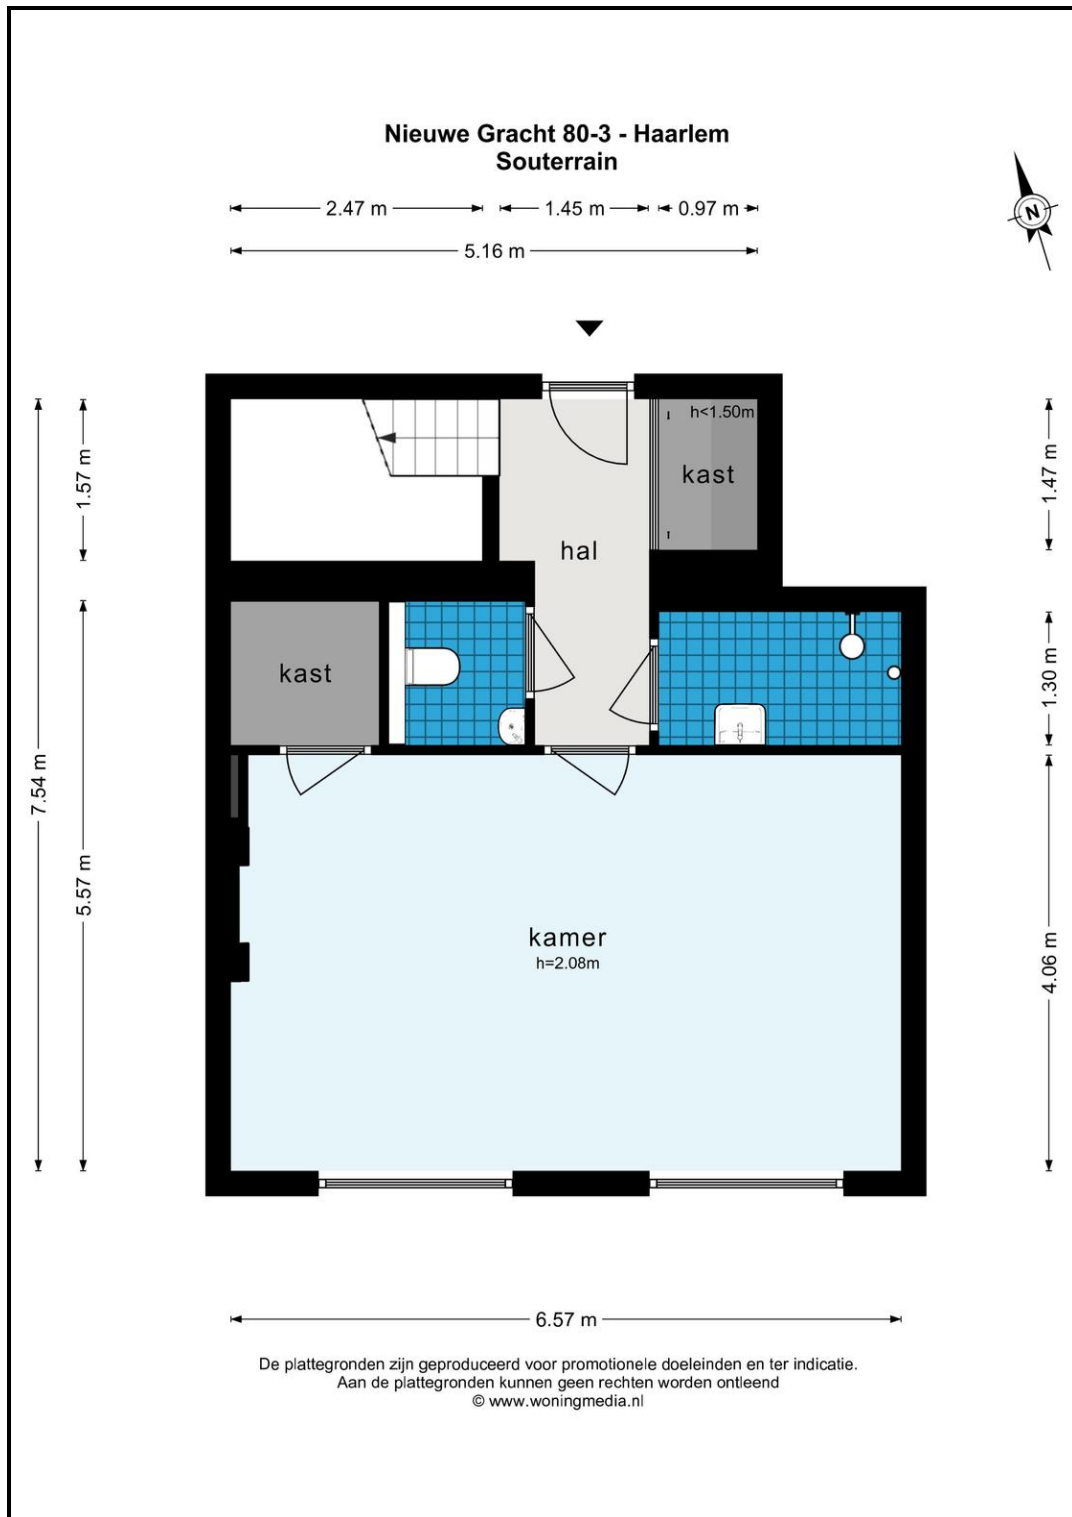 Nieuwe Gracht 80-3 - Haarlem
Souterrain
2.47 m
1.45 m
0.97 m
5.16 m
N
h<1.50m
kast
hal
1.57 m
1.47 m
kast
1.30 m
7.54 m
5.57 m
kamer
h=2.08m
4.06 m
6.57 m
De plattegronden zijn geproduceerd voor promotionele doeleinden en ter indicatie.
Aan de plattegronden kunnen geen rechten worden ontleend
© www.woningmedia.nl